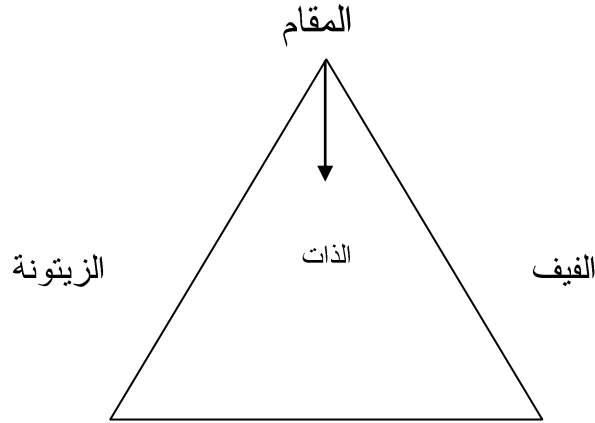 المقام
الذات
الفيف
الزيتونة